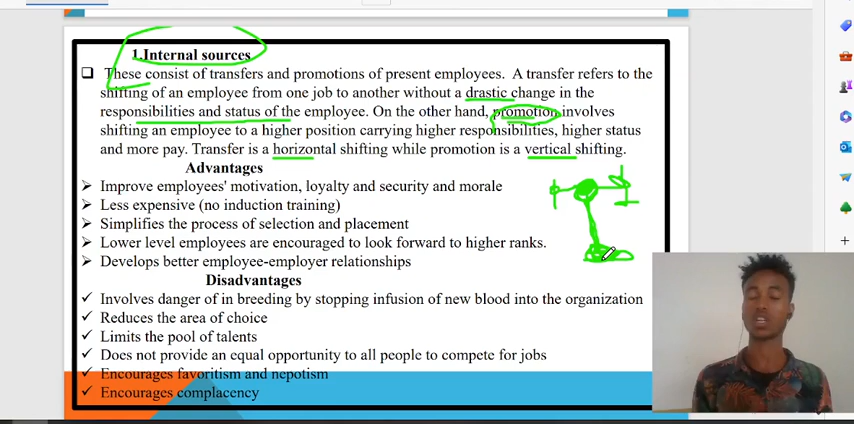 1.Internal sources
These consist of transfers and promotions of present employees. A transfer refers to the
shifting of an employee from one job to another without a drastic change in the
responsibilities and status of the employee. On the other hand, promotion involves
shifting an employee to a higher position carrying higher responsibilities, higher status
and more pay. Transfer is a horizontal shifting while promotion is a vertical shifting.
Advantages
Improve employees' motivation, loyalty and security and morale
Less expensive (no induction training)
Simplifies the process of selection and placement
Lower level employees are encouraged to look forward to higher ranks.
Develops better employee-employer relationships
Disadvantages
Involves danger of in breeding by stopping infusion of new blood into the organization
Reduces the area of choice
Limits the pool of talents
Does not provide an equal opportunity to all people to compete for jobs
Encourages favoritism and nepotism
Encourages complacency